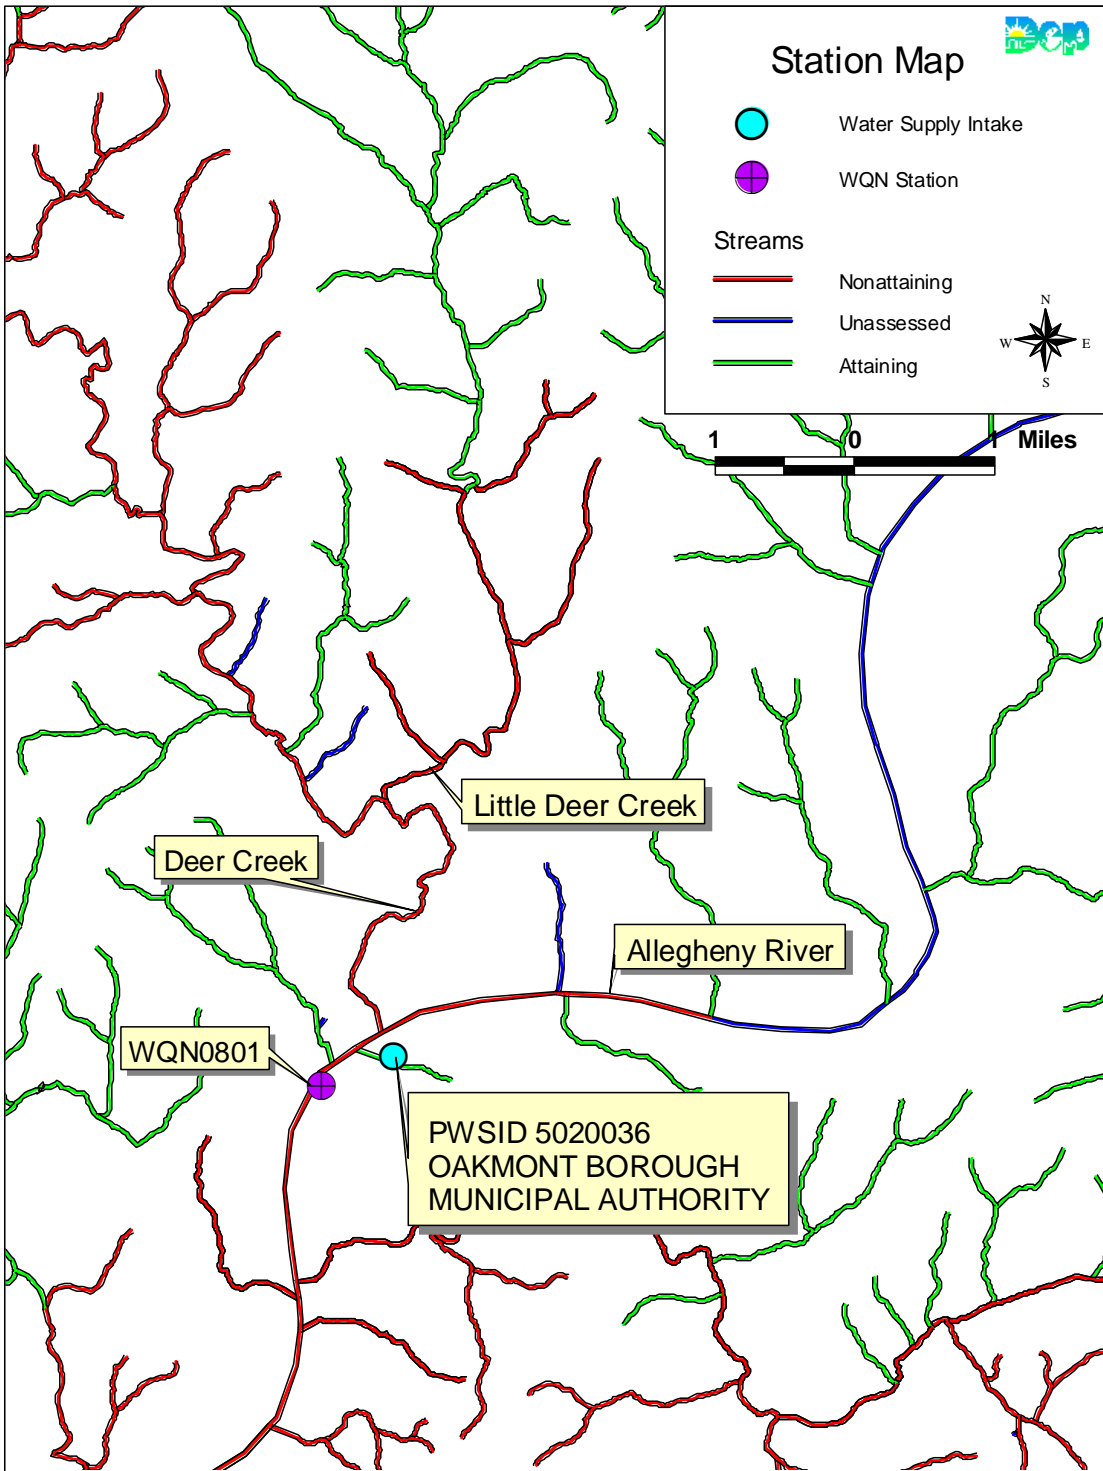 Station Map
Dep
Water Supply Intake
WQN Station
Streams
Nonattaining
Unassessed
Attaining
N
W
E
S
1 0 1 Miles
Little Deer Creek
Deer Creek
Allegheny River
WQN0801
PWSID 5020036
OAKMONT BOROUGH
MUNICIPAL AUTHORITY